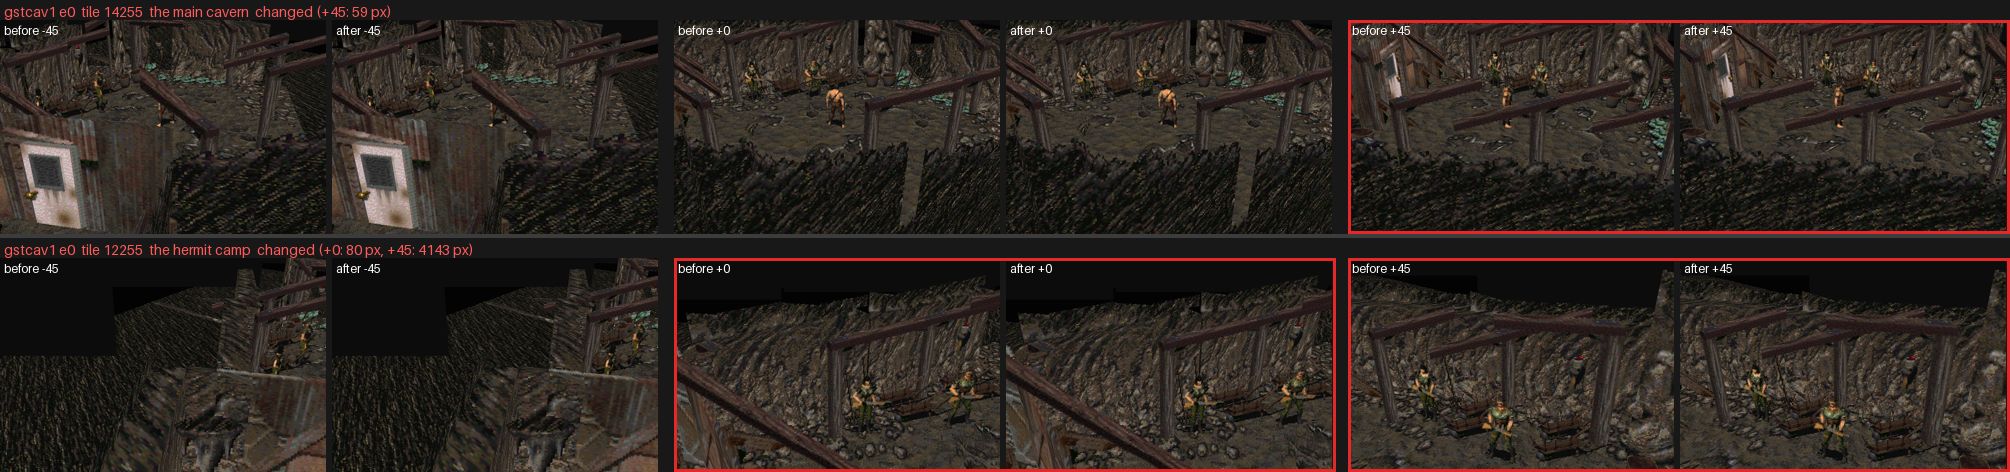 gstcav1 e0 tile 14255 the main cavern changed (+45: 59 px)
before -45
after -45
before +0
after +0
before +45
after +45
gstcav1 e0 tile 12255 the hermit camp changed (+0: 80 px, +45: 4143 px)
before -45
after -45
before +0
after +0
before +45
after +45